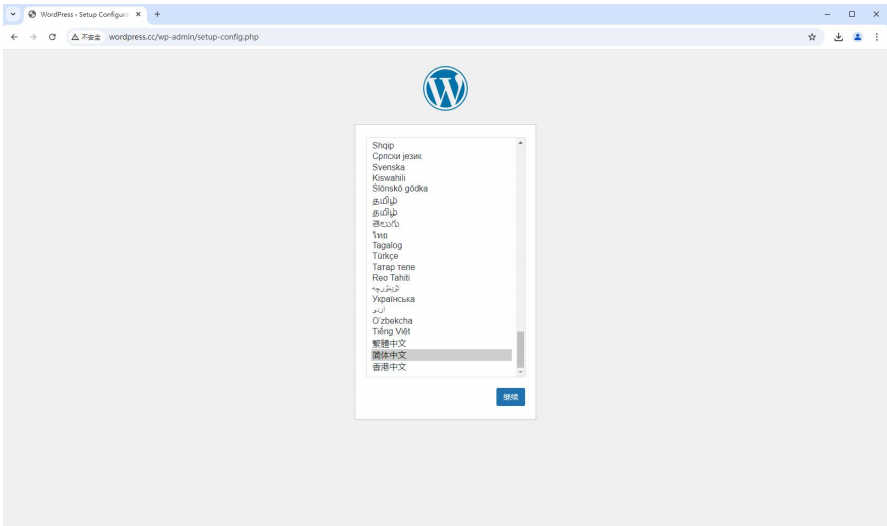 WordPress › Setup Configura
不安全 wordpress.cc/wp-admin/setup-config.php
Shqip
Српски језик
Svenska
Kiswahili
Ślōnskŏ gŏdka
தமிழ்
தமிழ்
తెలుగు
ไทย
Tagalog
Türkçe
Татар теле
Reo Tahiti
ئۇيغۇرچە
Українська
اردو
O‘zbekcha
Tiếng Việt
繁體中文
简体中文
香港中文
继续